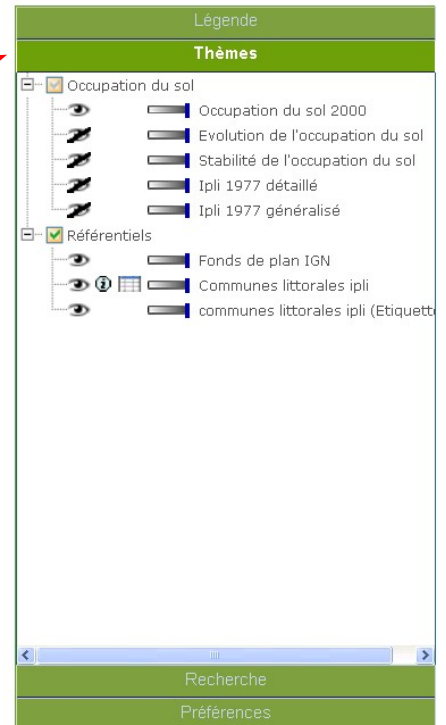 Légende
Thèmes
Occupation du sol
Occupation du sol 2000
Evolution de l'occupation du sol
Stabilité de l'occupation du sol
Ipli 1977 détaillé
Ipli 1977 généralisé
Référentiels
Fonds de plan IGN
Communes littorales ipli
communes littorales ipli (Etiquett
Recherche
Préférences